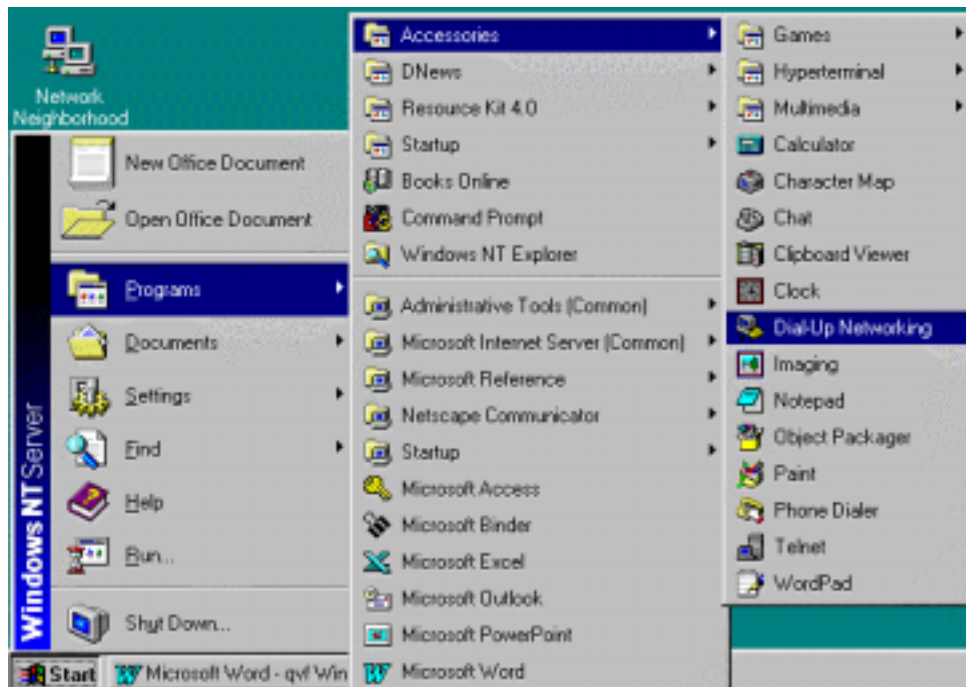 Network
Neighborhood
New Office Document
Open Office Document
Programs
Documents
Settings
Find
Help
Run...
Shut Down...
Windows NT Server
Start
Microsoft Word - qvf Win
Accessories
DNews
Resource Kit 4.0
Startup
Books Online
Command Prompt
Windows NT Explorer
Administrative Tools (Common)
Microsoft Internet Server (Common)
Microsoft Reference
Netscape Communicator
Startup
Microsoft Access
Microsoft Binder
Microsoft Excel
Microsoft Outlook
Microsoft PowerPoint
Microsoft Word
Games
Hyperterminal
Multimedia
Calculator
Character Map
Chat
Clipboard Viewer
Clock
Dial-Up Networking
Imaging
Notepad
Object Packager
Paint
Phone Dialer
Telnet
WordPad